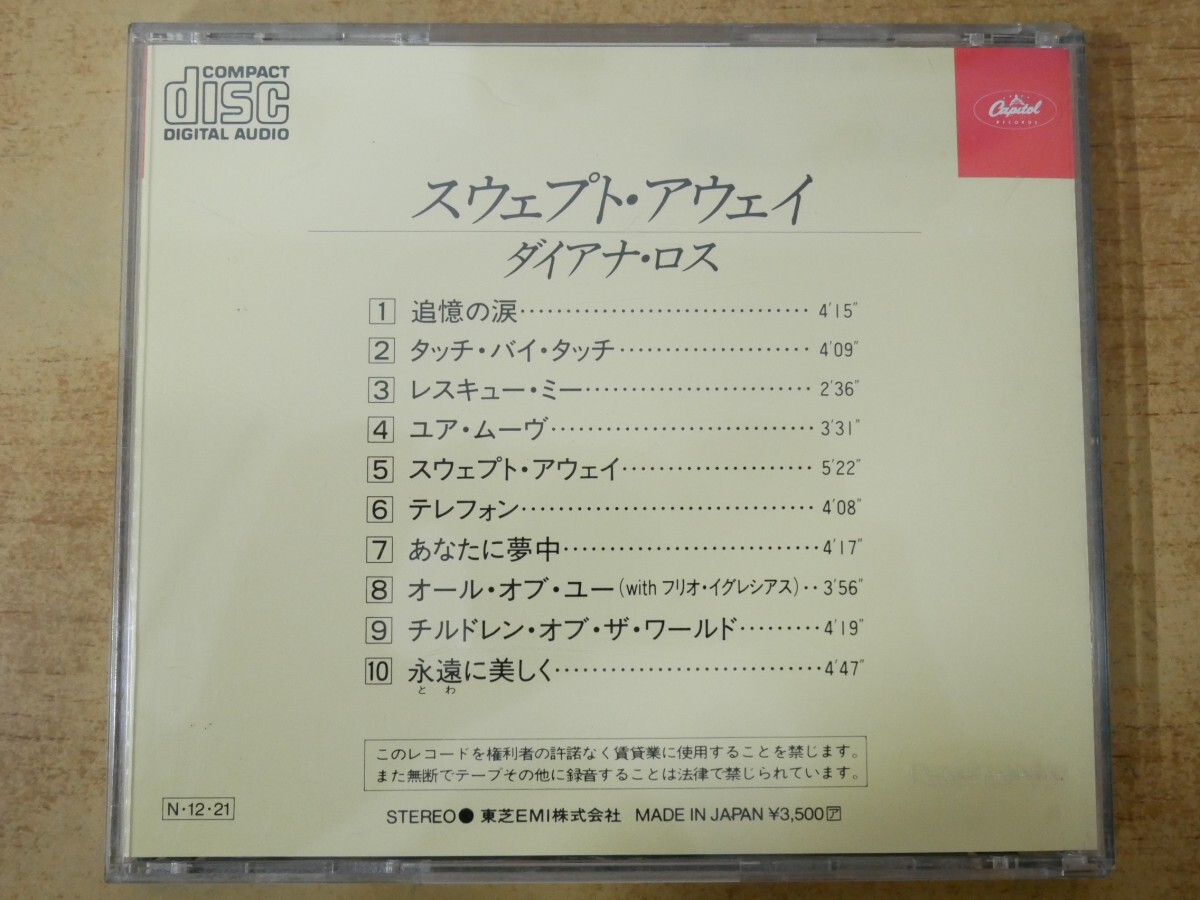 COMPACT
disc
DIGITAL AUDIO
Capitol
RECORDS
スウェプト・アウェイ
ダイアナ・ロス
1 追憶の涙································ 4'15"
2 タッチ・バイ・タッチ····················· 4'09"
3 レスキュー・ミー························· 2'36"
4 ユア・ムーヴ····························· 3'31"
5 スウェプト・アウェイ····················· 5'22"
6 テレフォン································ 4'08"
7 あなたに夢中···························· 4'17"
8 オール・オブ・ユー(with フリオ・イグレシアス)·· 3'56"
9 チルドレン・オブ・ザ・ワールド········· 4'19"
10 永遠に美しく····························· 4'47"
とわ
このレコードを権利者の許諾なく賃貸業に使用することを禁じます。
また無断でテープその他に録音することは法律で禁じられています。
N・12・21
STEREO● 東芝EMI株式会社 MADE IN JAPAN ¥3,500ア